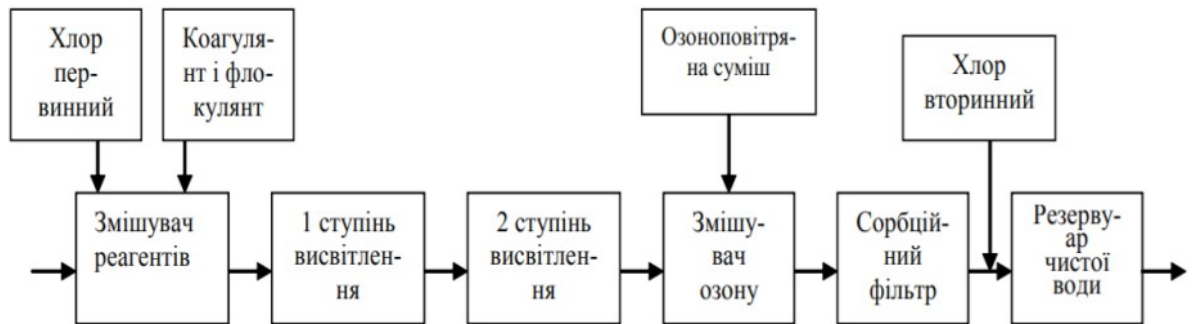 Хлор
пер-
винний
Коагуля-
нт і фло-
кулянт
Озоноповітря-
на суміш
Хлор
вторинний
Змішувач
реагентів
1 ступінь
висвітлен-
ня
2 ступінь
висвітлен-
ня
Змішу-
вач
озону
Сорбцій-
ний
фільтр
Резерву-
ар
чистої
води